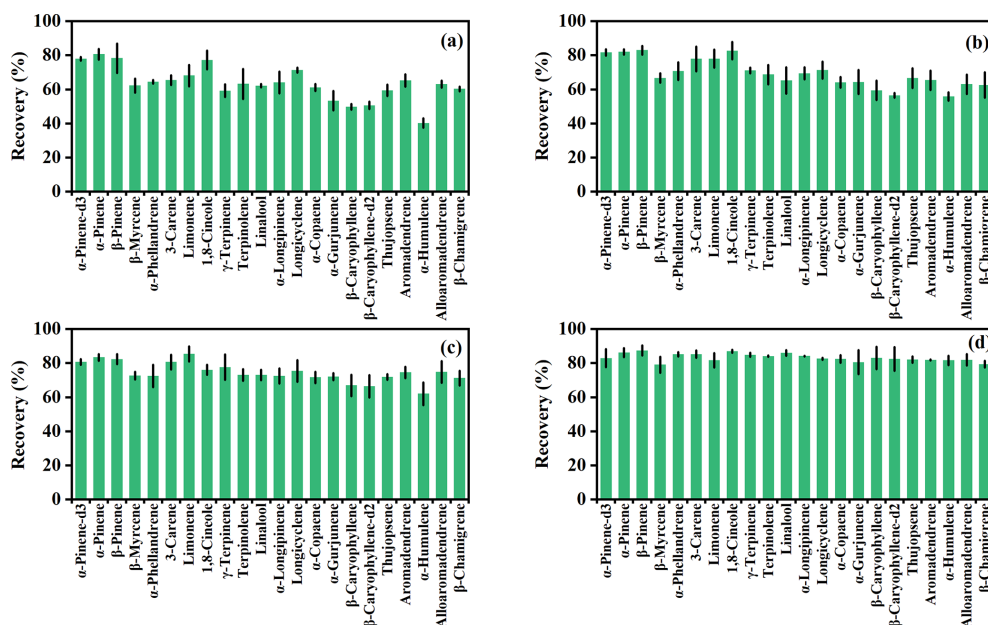 (a)
Recovery (%)
100
80
60
40
20
0
α-Pinene-d3
α-Pinene
β-Pinene
β-Myrcene
α-Phellandrene
3-Carene
Limonene
1,8-Cincole
γ-Terpinene
Terpinolene
Linalool
α-Longipinene
Longicyclene
α-Copaene
α-Gurjunene
β-Caryophyllene
β-Caryophyllene-d2
Thujopsene
Aromadendrene
α-Humulene
Alloaromadendrene
β-Chamigrene
(b)
Recovery (%)
100
80
60
40
20
0
α-Pinene-d3
α-Pinene
β-Pinene
β-Myrcene
α-Phellandrene
3-Carene
Limonene
1,8-Cincole
γ-Terpinene
Terpinolene
Linalool
α-Longipinene
Longicyclene
α-Copaene
α-Gurjunene
β-Caryophyllene
β-Caryophyllene-d2
Thujopsene
Aromadendrene
α-Humulene
Alloaromadendrene
β-Chamigrene
(c)
Recovery (%)
100
80
60
40
20
0
α-Pinene-d3
α-Pinene
β-Pinene
β-Myrcene
α-Phellandrene
3-Carene
Limonene
1,8-Cincole
γ-Terpinene
Terpinolene
Linalool
α-Longipinene
Longicyclene
α-Copaene
α-Gurjunene
β-Caryophyllene
β-Caryophyllene-d2
Thujopsene
Aromadendrene
α-Humulene
Alloaromadendrene
β-Chamigrene
(d)
Recovery (%)
100
80
60
40
20
0
α-Pinene-d3
α-Pinene
β-Pinene
β-Myrcene
α-Phellandrene
3-Carene
Limonene
1,8-Cincole
γ-Terpinene
Terpinolene
Linalool
α-Longipinene
Longicyclene
α-Copaene
α-Gurjunene
β-Caryophyllene
β-Caryophyllene-d2
Thujopsene
Aromadendrene
α-Humulene
Alloaromadendrene
β-Chamigrene